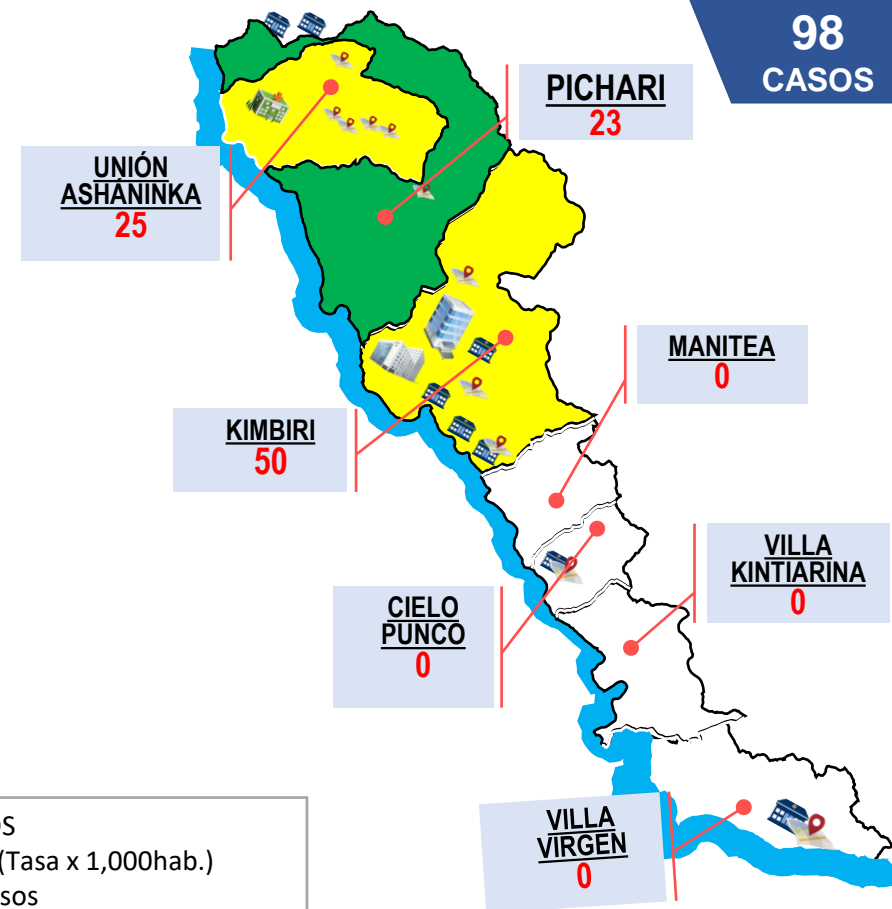 98
CASOS
PICHARI
23
UNIÓN
ASHÁNINKA
25
MANITEA
0
KIMBIRI
50
VILLA
KINTIARINA
0
CIELO
PUNCO
0
VILLA
VIRGEN
0
(Tasa x 1,000hab.)